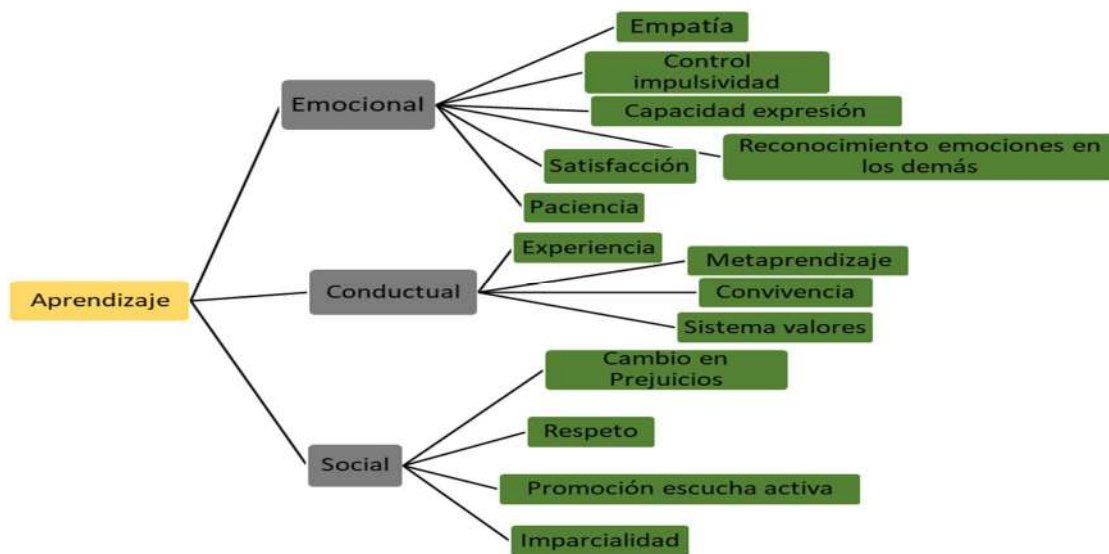 Aprendizaje
Emocional
Empatía
Control
impulsividad
Capacidad expresión
Reconocimiento emociones en
los demás
Satisfacción
Paciencia
Conductual
Experiencia
Metaprendizaje
Convivencia
Sistema valores
Social
Cambio en
Prejuicios
Respeto
Promoción escucha activa
Imparcialidad